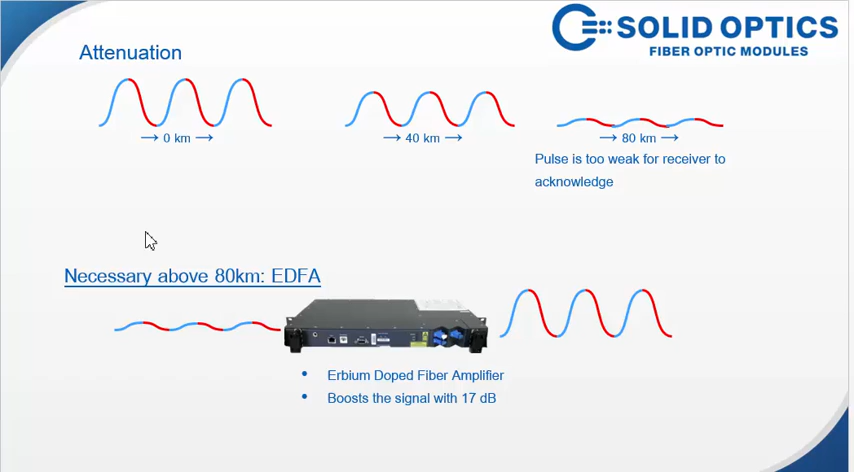 SOLID OPTICS
FIBER OPTIC MODULES
Attenuation
0 km
40 km
80 km
Pulse is too weak for receiver to
acknowledge
Necessary above 80km: EDFA
• Erbium Doped Fiber Amplifier
• Boosts the signal with 17 dB